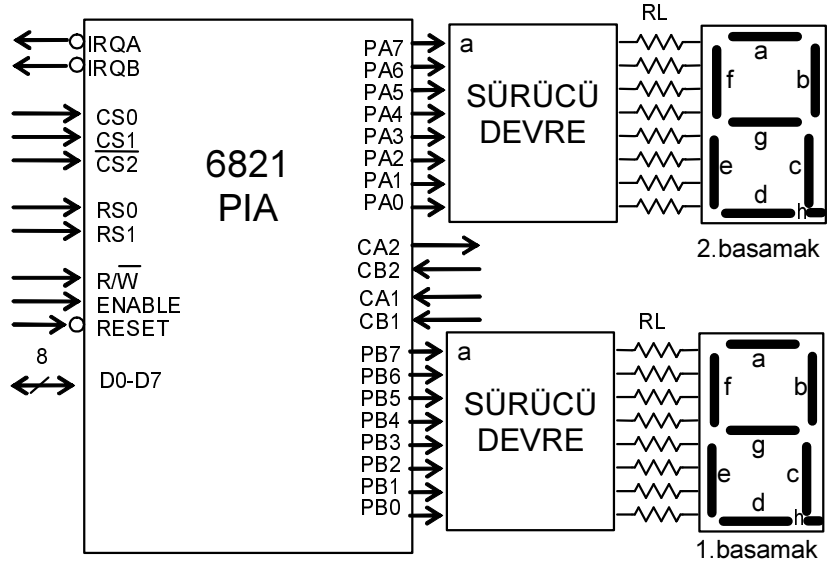 IRQA
IRQB
CS0
CS1
CS2
RS0
RS1
R/W
ENABLE
RESET
8
D0-D7
6821
PIA
PA7
PA6
PA5
PA4
PA3
PA2
PA1
PA0
CA2
CB2
CA1
CB1
PB7
PB6
PB5
PB4
PB3
PB2
PB1
PB0
a
SÜRÜCÜ
DEVRE
RL
a
f
b
g
e
c
d
h
2.basamak
a
SÜRÜCÜ
DEVRE
RL
a
f
b
g
e
c
d
h
1.basamak